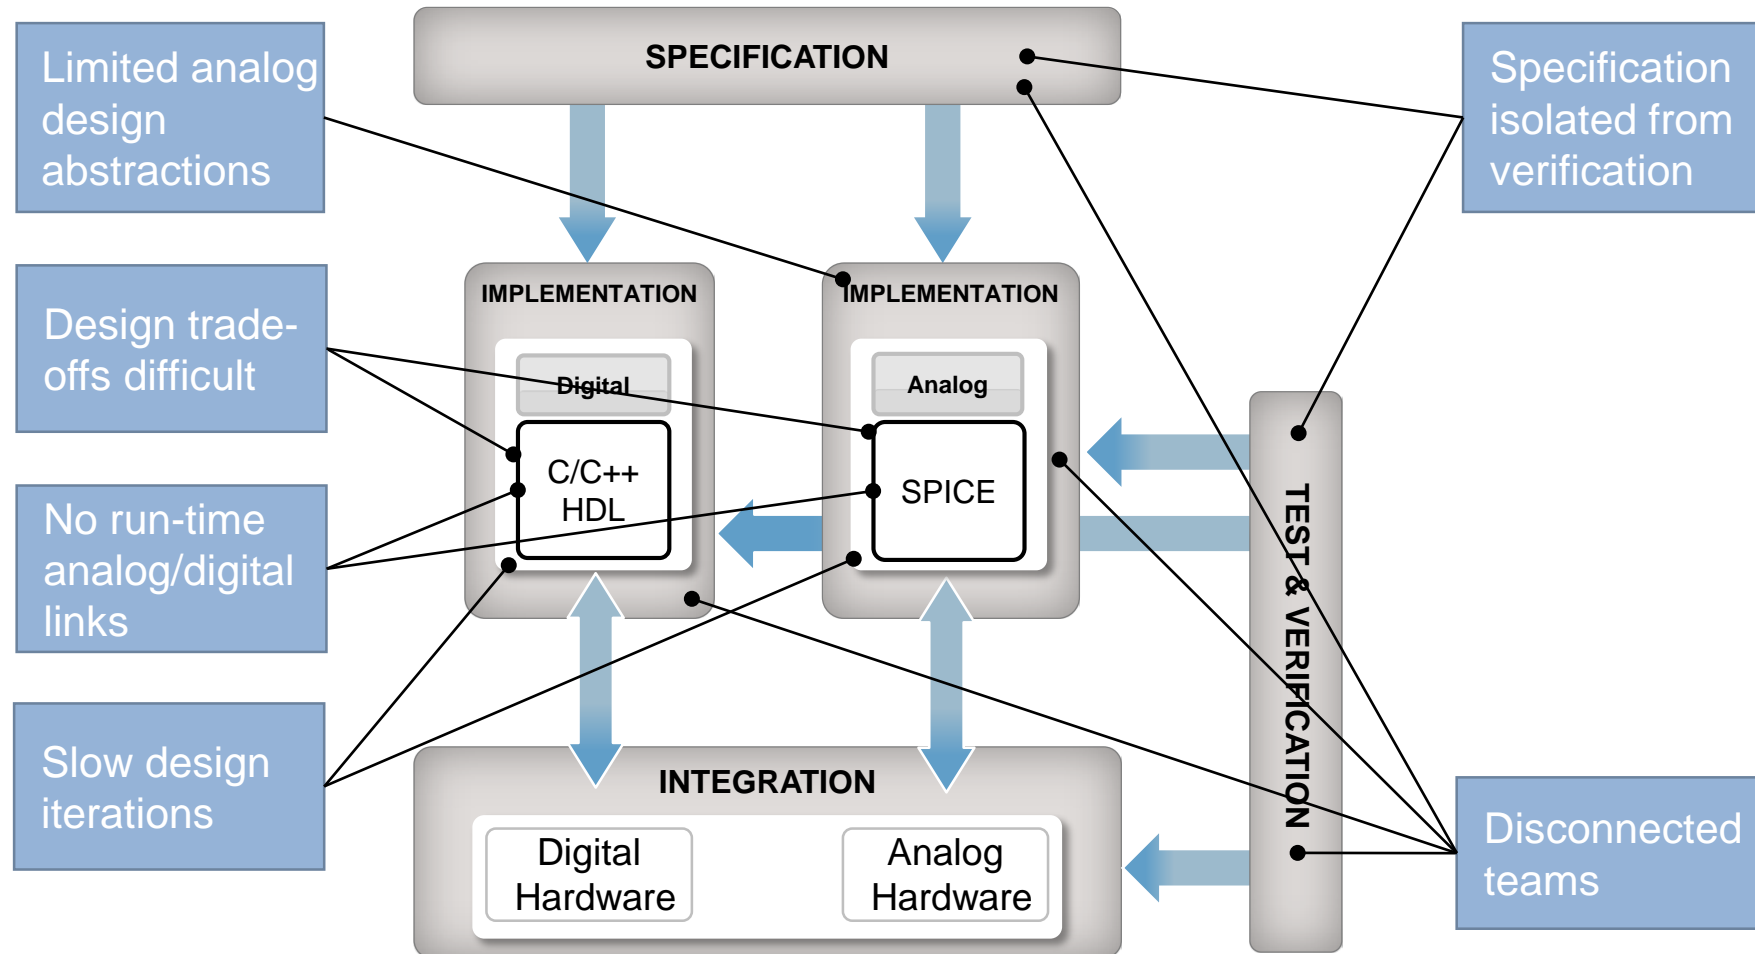 SPECIFICATION
Limited analog
design
abstractions
Specification
isolated from
verification
IMPLEMENTATION
IMPLEMENTATION
Design trade-
offs difficult
Digital
Analog
C/C++
HDL
SPICE
No run-time
analog/digital
links
TEST & VERIFICATION
Slow design
iterations
INTEGRATION
Digital
Hardware
Analog
Hardware
Disconnected
teams